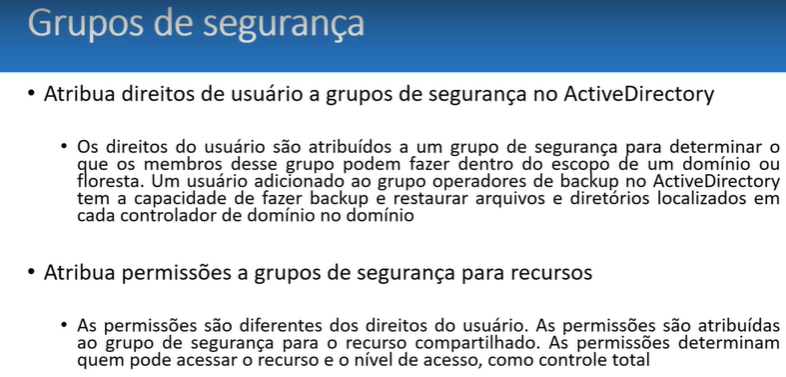 Grupos de segurança
• Atribua direitos de usuário a grupos de segurança no ActiveDirectory
• Os direitos do usuário são atribuídos a um grupo de segurança para determinar o
que os membros desse grupo podem fazer dentro do escopo de um domínio ou
floresta. Um usuário adicionado ao grupo operadores de backup no ActiveDirectory
tem a capacidade de fazer backup e restaurar arquivos e diretórios localizados em
cada controlador de domínio no domínio
• Atribua permissões a grupos de segurança para recursos
• As permissões são diferentes dos direitos do usuário. As permissões são atribuídas
ao grupo de segurança para o recurso compartilhado. As permissões determinam
quem pode acessar o recurso e o nível de acesso, como controle total